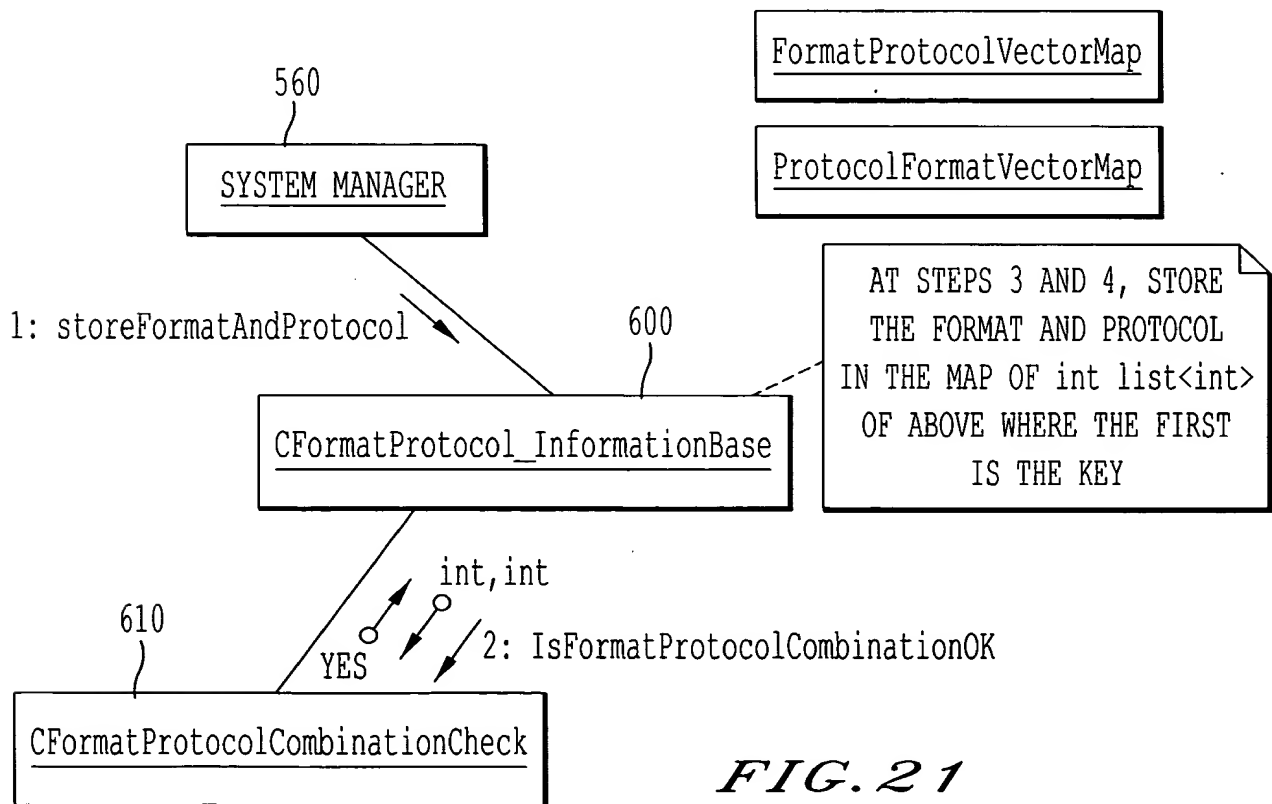 FormatProtocolVectorMap
560
ProtocolFormatVectorMap
SYSTEM MANAGER
AT STEPS 3 AND 4, STORE
THE FORMAT AND PROTOCOL
IN THE MAP OF int list<int>
OF ABOVE WHERE THE FIRST
IS THE KEY
1: storeFormatAndProtocol
600
CFormatProtocol_InformationBase
int,int
610
YES
2: IsFormatProtocolCombinationOK
CFormatProtocolCombinationCheck
FIG.21